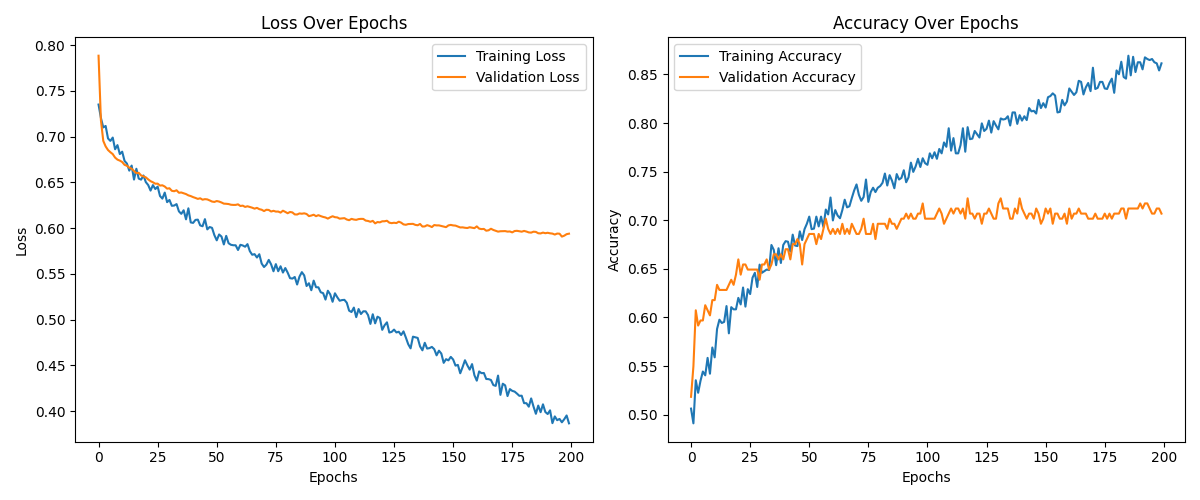 Loss Over Epochs
Training Loss
Validation Loss
0.80
0.75
0.70
0.65
0.60
0.55
0.50
0.45
0.40
Loss
0 25 50 75 100 125 150 175 200
Epochs
Accuracy Over Epochs
Training Accuracy
Validation Accuracy
0.85
0.80
0.75
0.70
0.65
0.60
0.55
0.50
Accuracy
0 25 50 75 100 125 150 175 200
Epochs